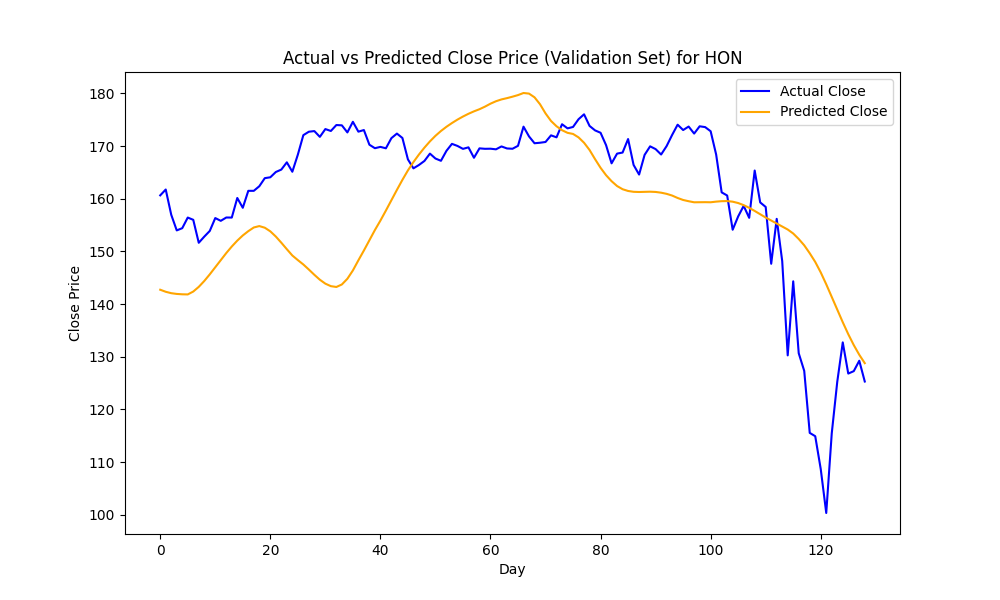 Actual vs Predicted Close Price (Validation Set) for HON
Actual Close
Predicted Close
Close Price
180
170
160
150
140
130
120
110
100
0 20 40 60 80 100 120
Day